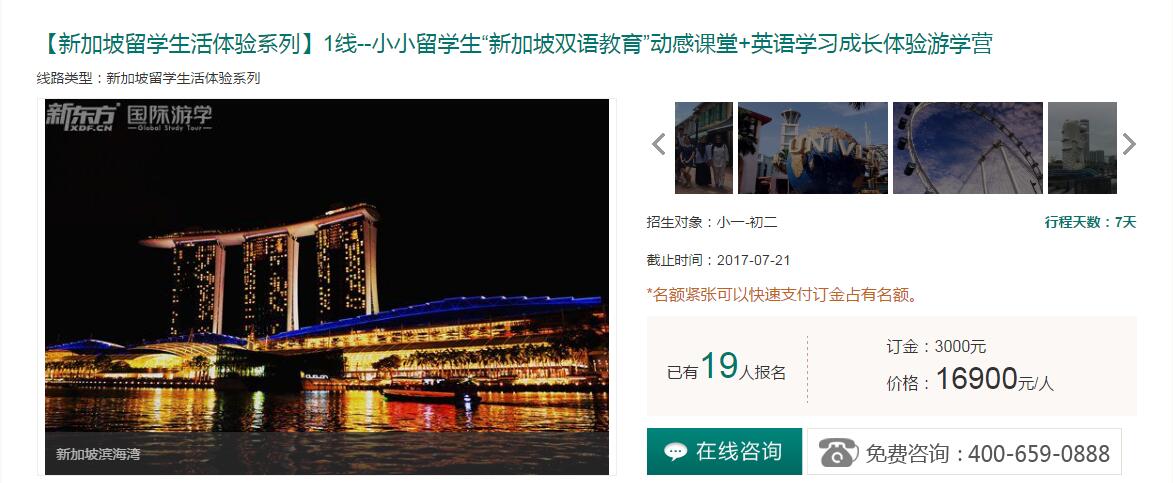 【新加坡留学生活体验系列】1线--小小留学生“新加坡双语教育”动感课堂+英语学习成长体验游学营
线路类型：新加坡留学生活体验系列
新东方 国际游学
XDF.CN —Global Study Tour—
UNIV
招生对象：小一-初二 行程天数：7天
截止时间：2017-07-21
*名额紧张可以快速支付订金占有名额。
已有19人报名
订金：3000元
价格：16900元/人
新加坡滨海湾
在线咨询 免费咨询：400-659-0888